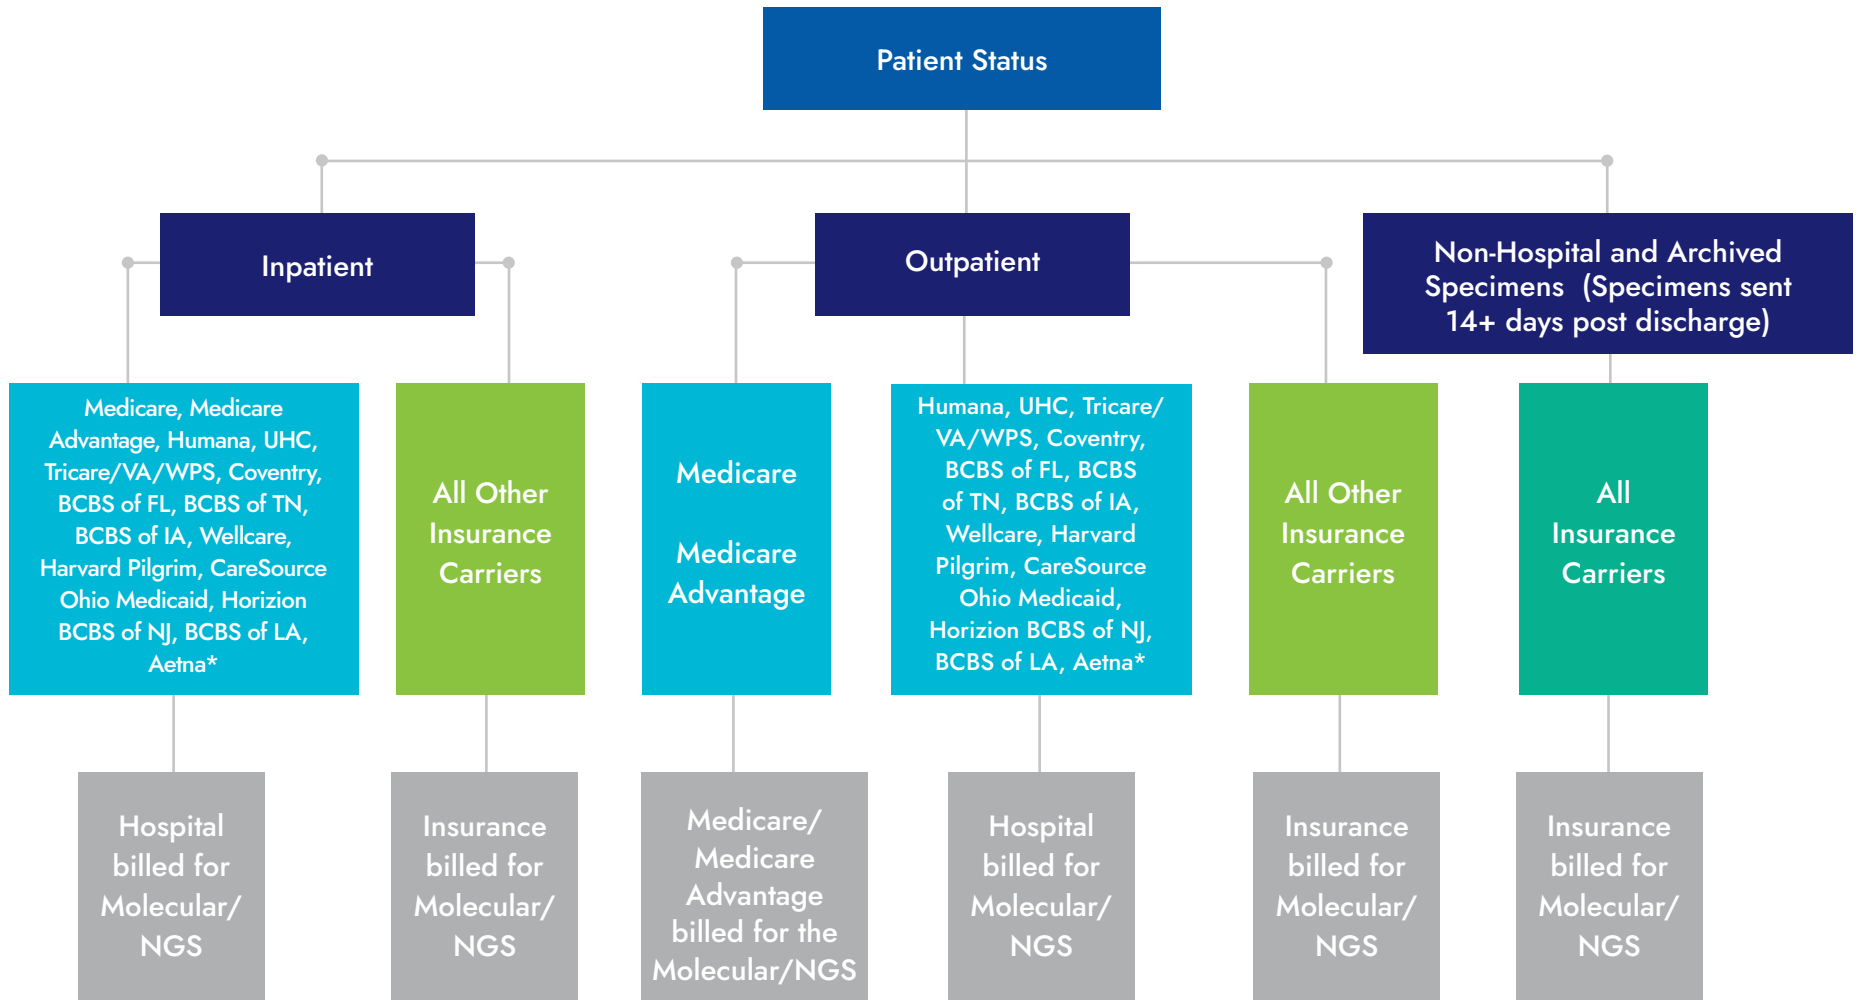 Patient Status
Inpatient
Outpatient
Non-Hospital and Archived
Specimens (Specimens sent
14+ days post discharge)
Medicare, Medicare
Advantage, Humana, UHC,
Tricare/VA/WPS, Coventry,
BCBS of FL, BCBS of TN,
BCBS of IA, Wellcare,
Harvard Pilgrim, CareSource
Ohio Medicaid, Horizion
BCBS of NJ, BCBS of LA,
Aetna*
All Other
Insurance
Carriers
Medicare
Medicare
Advantage
Humana, UHC, Tricare/
VA/WPS, Coventry,
BCBS of FL, BCBS
of TN, BCBS of IA,
Wellcare, Harvard
Pilgrim, CareSource
Ohio Medicaid,
Horizion BCBS of NJ,
BCBS of LA, Aetna*
All Other
Insurance
Carriers
All
Insurance
Carriers
Hospital
billed for
Molecular/
NGS
Insurance
billed for
Molecular/
NGS
Medicare/
Medicare
Advantage
billed for the
Molecular/NGS
Hospital
billed for
Molecular/
NGS
Insurance
billed for
Molecular/
NGS
Insurance
billed for
Molecular/
NGS